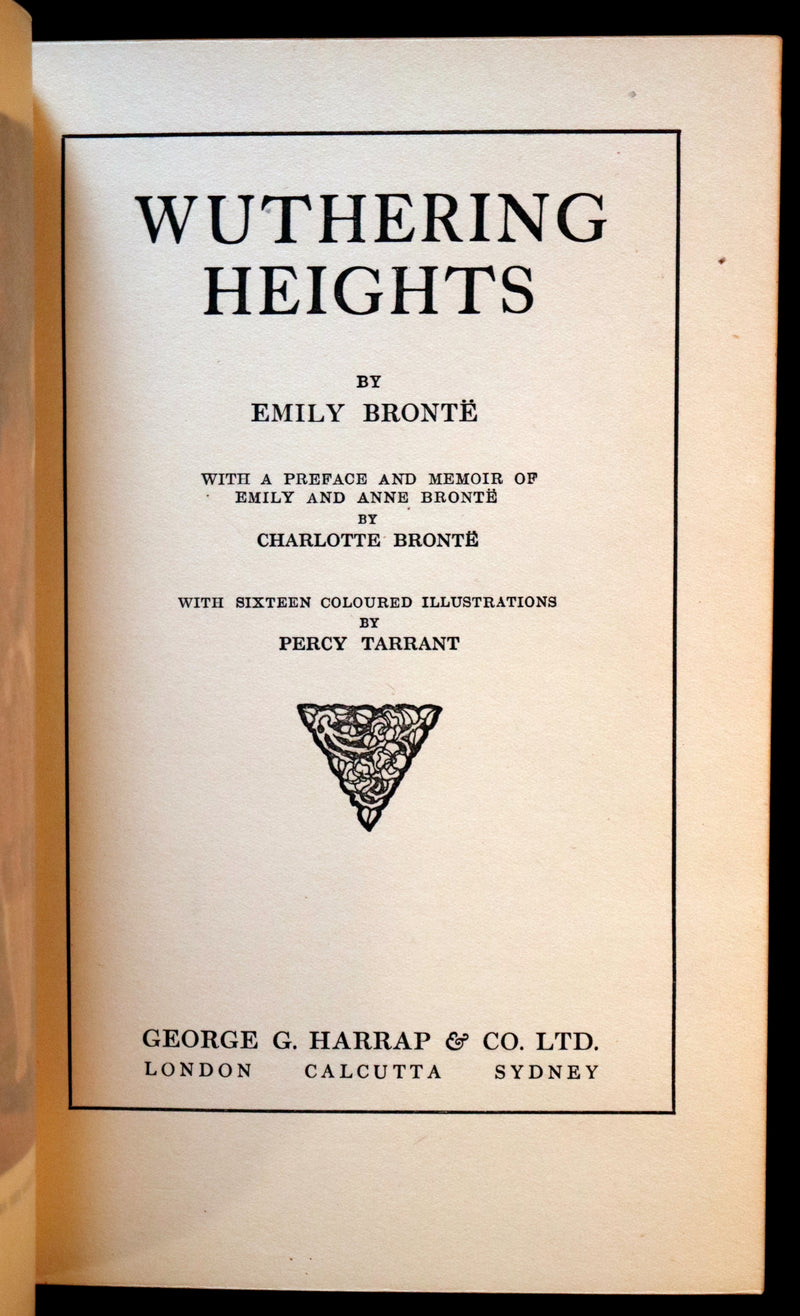 WUTHERING
HEIGHTS
BY
EMILY BRONTË
WITH A PREFACE AND MEMOIR OF
EMILY AND ANNE BRONTË
BY
CHARLOTTE BRONTË
WITH SIXTEEN COLOURED ILLUSTRATIONS
BY
PERCY TARRANT
GEORGE G. HARRAP & CO. LTD.
LONDON CALCUTTA SYDNEY